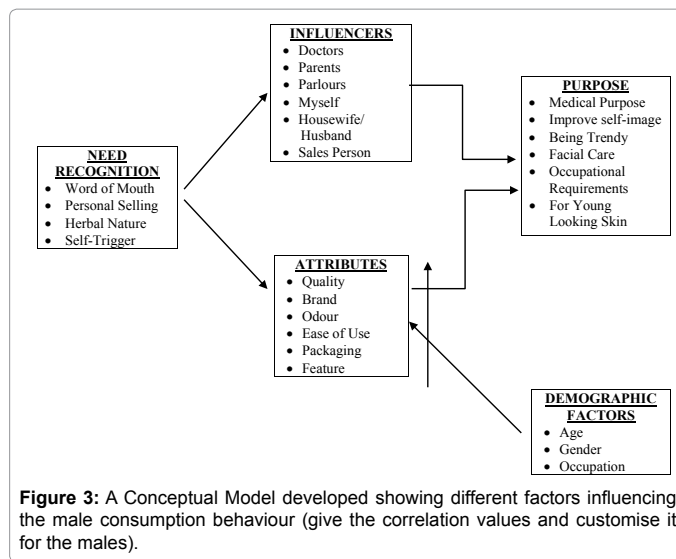 INFLUENCERS
• Doctors
• Parents
• Parlours
• Myself
• Housewife/
Husband
• Sales Person
PURPOSE
• Medical Purpose
• Improve self-image
• Being Trendy
• Facial Care
• Occupational
Requirements
• For Young
Looking Skin
NEED
RECOGNITION
• Word of Mouth
• Personal Selling
• Herbal Nature
• Self-Trigger
ATTRIBUTES
• Quality
• Brand
• Odour
• Ease of Use
• Packaging
• Feature
DEMOGRAPHIC
FACTORS
• Age
• Gender
• Occupation
Figure 3: A Conceptual Model developed showing different factors influencing
the male consumption behaviour (give the correlation values and customise it
for the males).